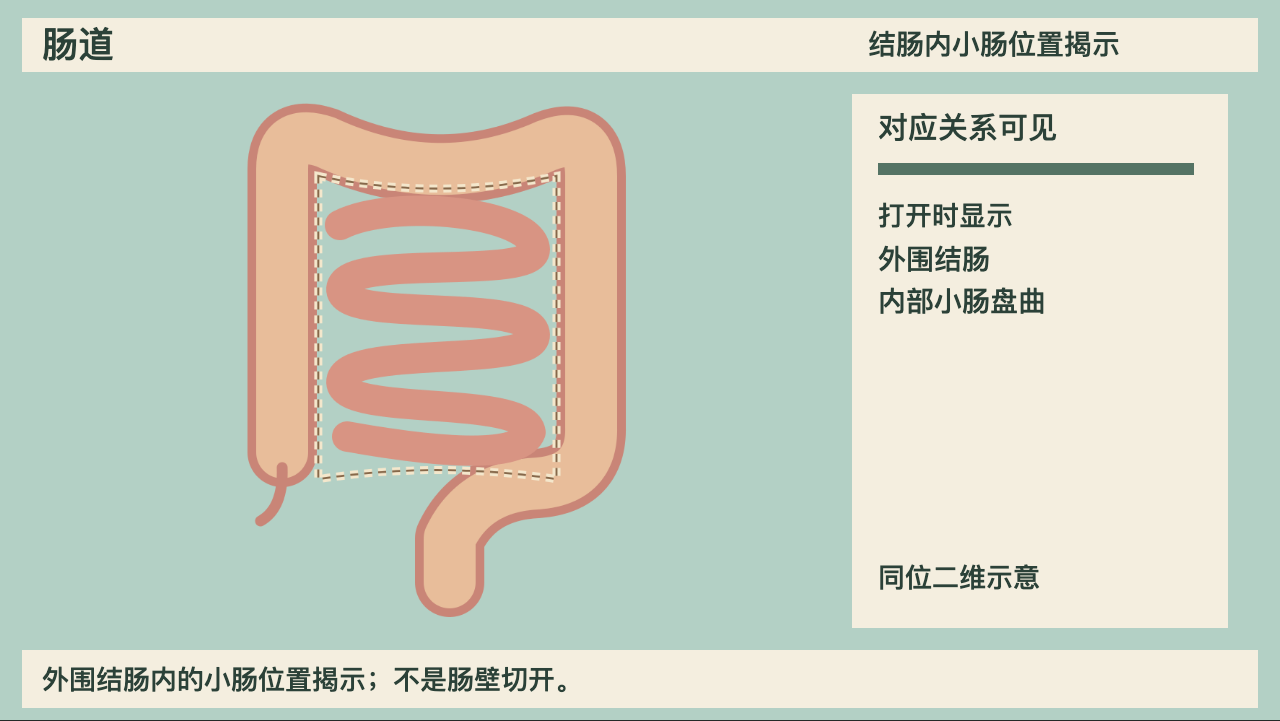 肠道
结肠内小肠位置揭示
对应关系可见
打开时显示
外围结肠
内部小肠盘曲
同位二维示意
外围结肠内的小肠位置揭示；不是肠壁切开。